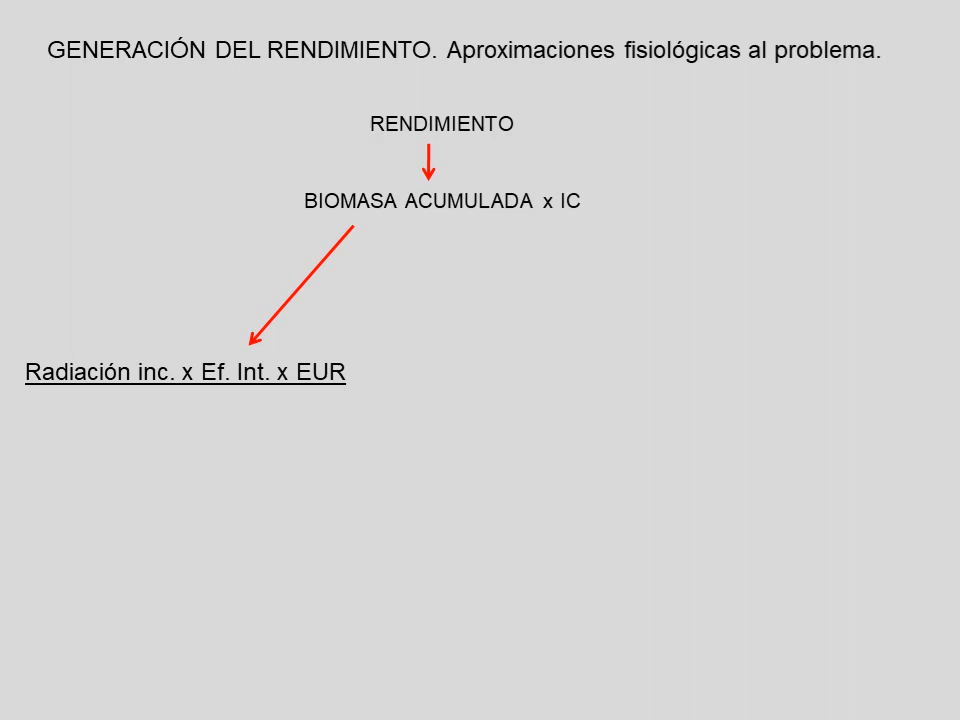 GENERACIÓN DEL RENDIMIENTO. Aproximaciones fisiológicas al problema.
RENDIMIENTO
BIOMASA ACUMULADA x IC
Radiación inc. x Ef. Int. x EUR